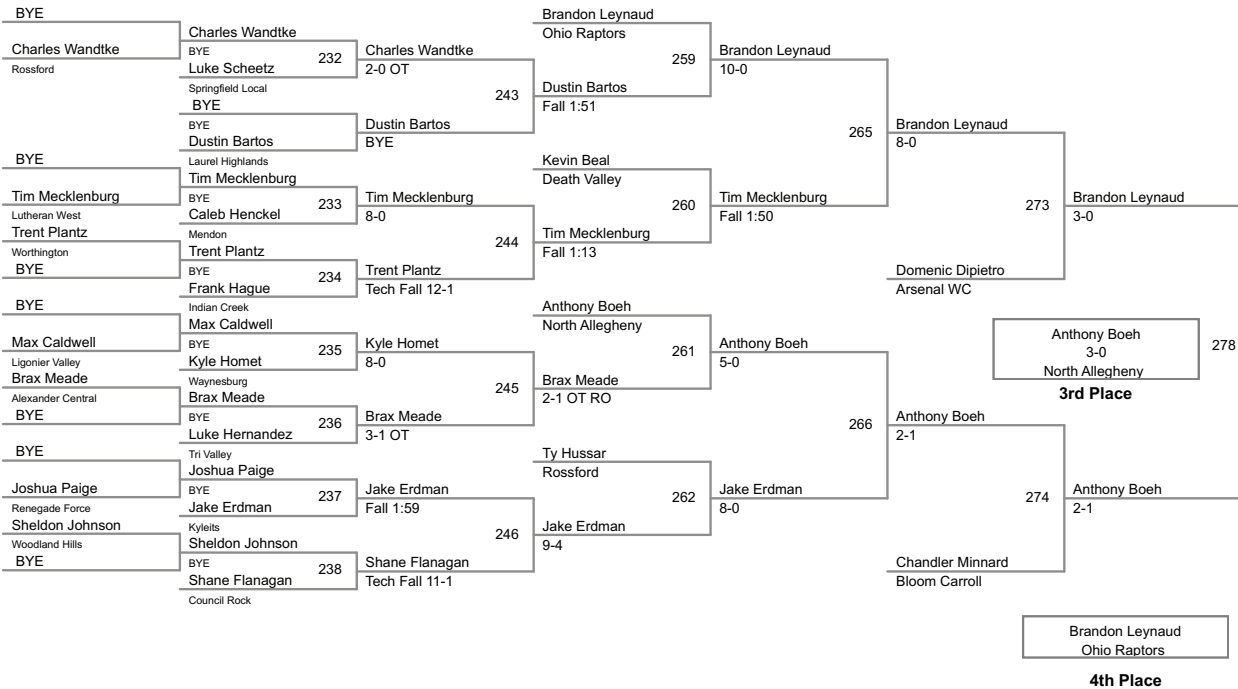 BYE
Charles Wandtke
Rossford
BYE
Tim Mecklenburg
Lutheran West
Trent Plantz
Worthington
BYE
BYE
Max Caldwell
Ligonier Valley
Brax Meade
Alexander Central
BYE
BYE
Joshua Paige
Renegade Force
Sheldon Johnson
Woodland Hills
BYE
Charles Wandtke
BYE
232
Luke Scheetz
Springfield Local
BYE
BYE
Dustin Bartos
Laurel Highlands
Tim Mecklenburg
BYE
233
Caleb Henckel
Mendon
Trent Plantz
BYE
234
Frank Hague
Indian Creek
Max Caldwell
BYE
235
Kyle Homet
Waynesburg
Brax Meade
BYE
236
Luke Hernandez
Tri Valley
Joshua Paige
BYE
237
Jake Erdman
Kyleits
Sheldon Johnson
BYE
238
Shane Flanagan
Council Rock
Charles Wandtke
2-0 OT
243
Dustin Bartos
BYE
Tim Mecklenburg
8-0
244
Trent Plantz
Tech Fall 12-1
Kyle Homet
8-0
245
Brax Meade
3-1 OT
Jake Erdman
Fall 1:59
246
Shane Flanagan
Tech Fall 11-1
Brandon Leynaud
Ohio Raptors
259
Dustin Bartos
Fall 1:51
Kevin Beal
Death Valley
260
Tim Mecklenburg
Fall 1:13
Anthony Boeh
North Allegheny
261
Brax Meade
2-1 OT RO
Ty Hussar
Rossford
262
Jake Erdman
9-4
Brandon Leynaud
10-0
265
Tim Mecklenburg
Fall 1:50
Anthony Boeh
5-0
266
Jake Erdman
8-0
Brandon Leynaud
8-0
273
Domenic Dipietro
Arsenal WC
Anthony Boeh
2-1
274
Chandler Minnard
Bloom Carroll
Brandon Leynaud
3-0
Anthony Boeh
3-0
North Allegheny
278
3rd Place
Anthony Boeh
2-1
Brandon Leynaud
Ohio Raptors
4th Place